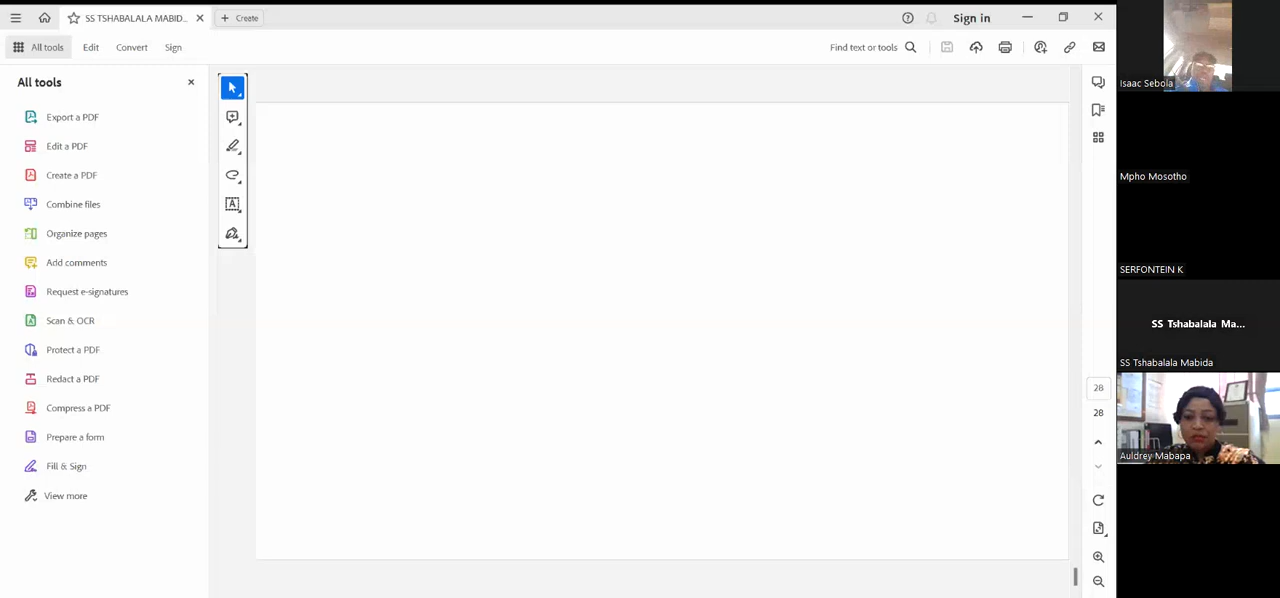 SS TSHABALALA MABID...
Create
Sign in
All tools
Edit
Convert
Sign
Find text or tools
All tools
Export a PDF
Edit a PDF
Create a PDF
Combine files
Organize pages
Add comments
Request e-signatures
Scan & OCR
Protect a PDF
Redact a PDF
Compress a PDF
Prepare a form
Fill & Sign
View more
28
28
Isaac Sebola
Mpho Mosotho
SERFONTEIN K
SS Tshabalala Ma...
SS Tshabalala Mabida
Auldrey Mabapa